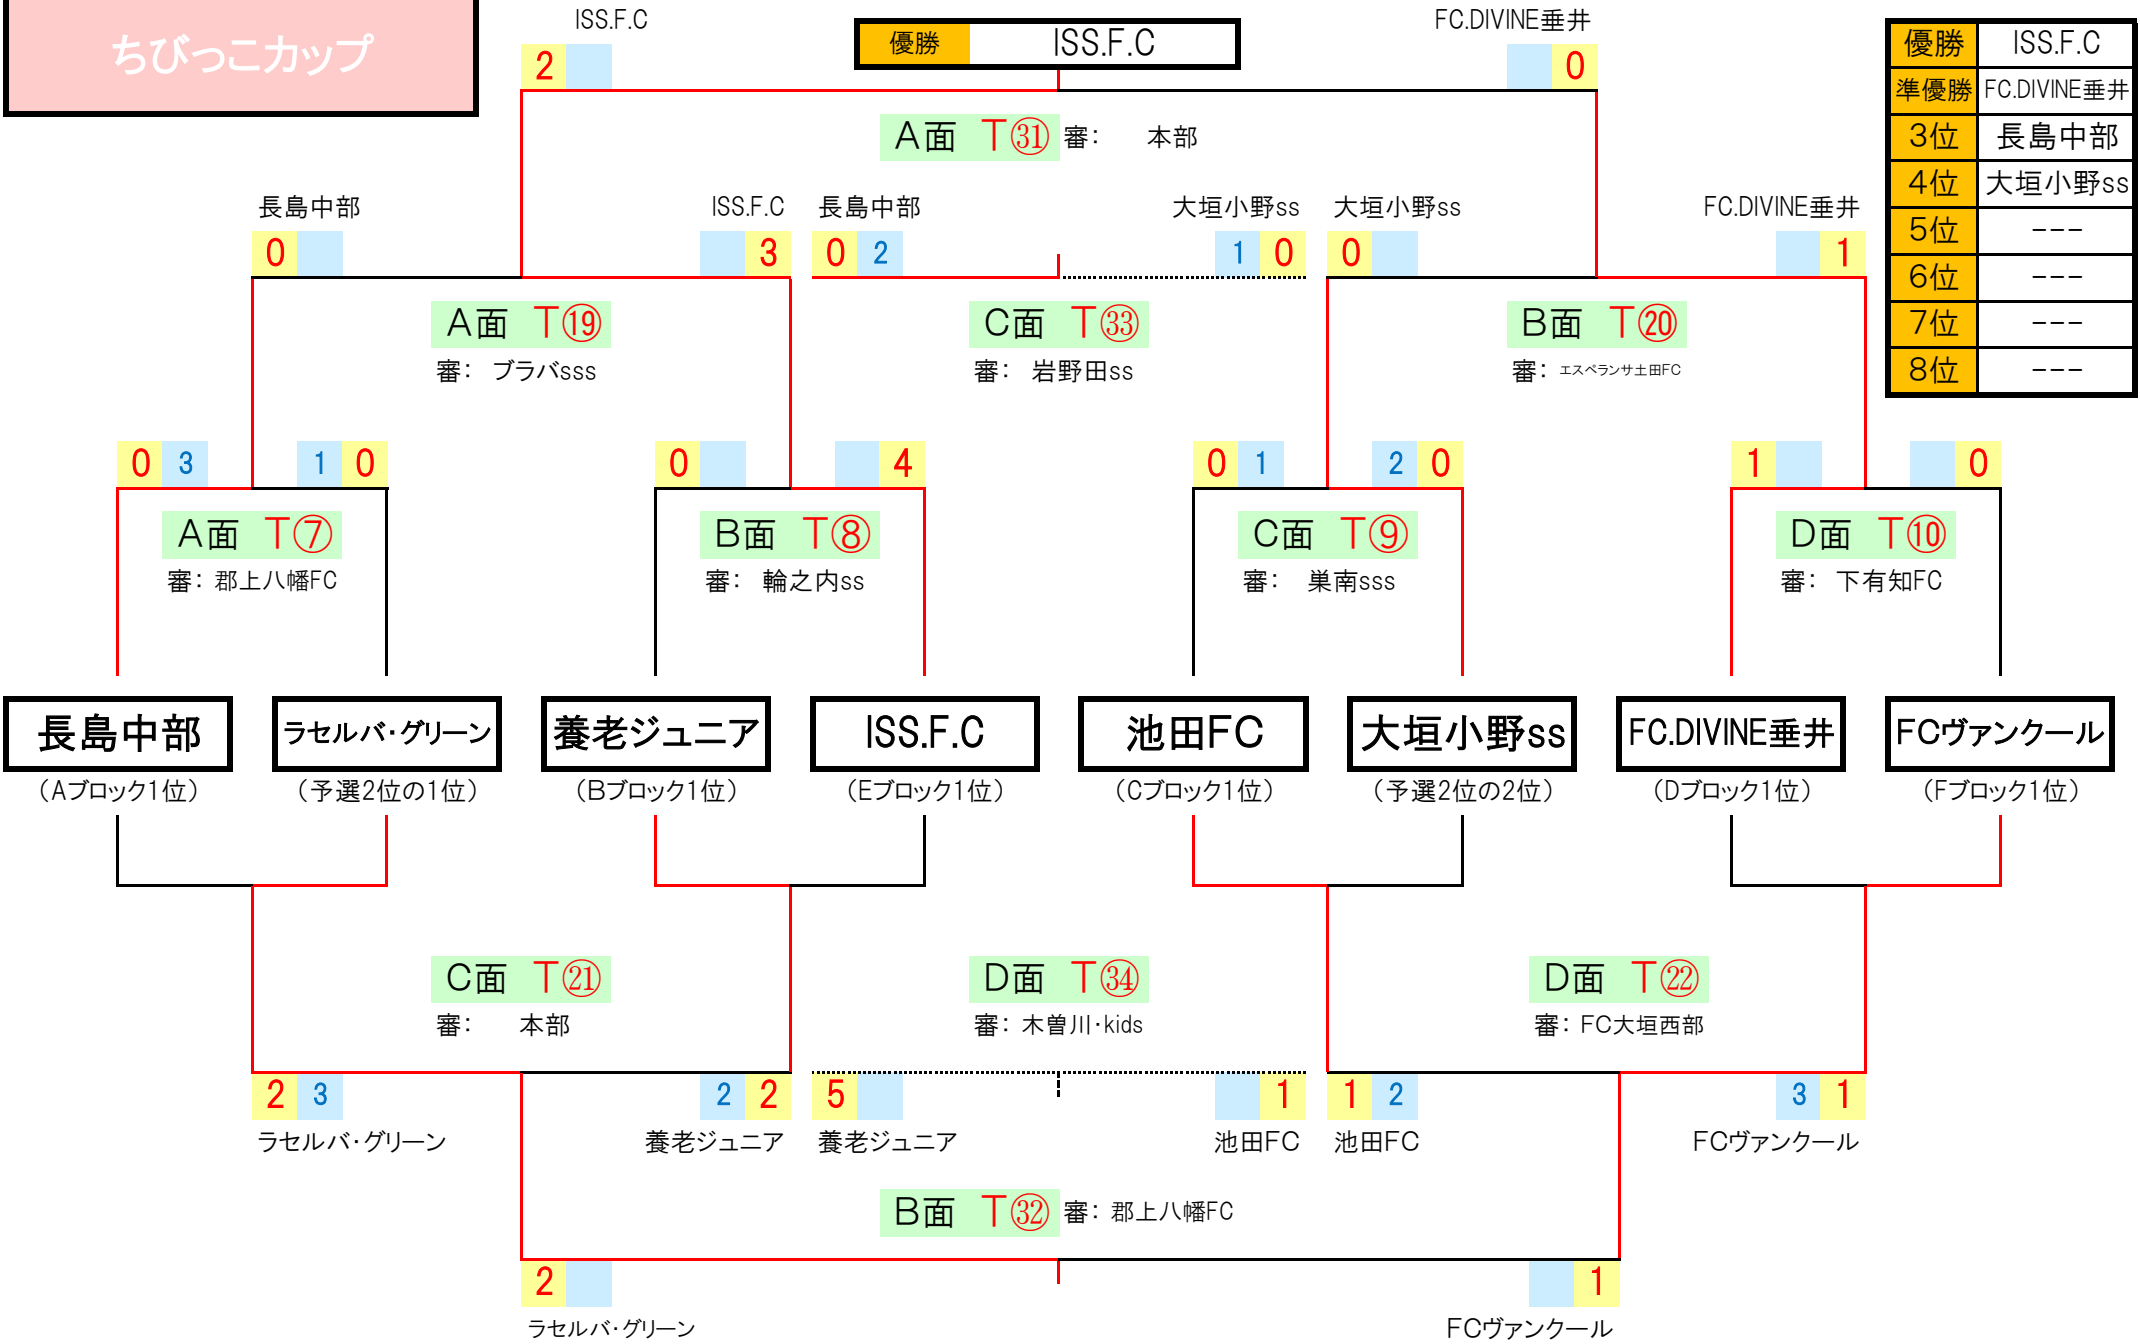 ちびっこカップ
ISS.F.C
優勝 ISS.F.C
FC.DIVINE垂井
2
0
A面 T㉛ 審: 本部
優勝 ISS.F.C
準優勝 FC.DIVINE垂井
3位 長島中部
4位 大垣小野ss
5位 ---
6位 ---
7位 ---
8位 ---
長島中部 ISS.F.C 長島中部 大垣小野ss 大垣小野ss FC.DIVINE垂井
0 3 0 2 1 0 0 1
A面 T⑲ C面 T㉝ B面 T⑳
審: ブラバsss 審: 岩野田ss 審: エスペランサ土田FC
0 3 1 0 0 4 0 1 2 0 1 0
A面 T⑦ B面 T⑧ C面 T⑨ D面 T⑩
審: 郡上八幡FC 審: 輪之内ss 審: 巣南sss 審: 下有知FC
長島中部 ラセルバ・グリーン 養老ジュニア ISS.F.C 池田FC 大垣小野ss FC.DIVINE垂井 FCヴァンクール
(Aブロック1位) (予選2位の1位) (Bブロック1位) (Eブロック1位) (Cブロック1位) (予選2位の2位) (Dブロック1位) (Fブロック1位)
C面 T㉑ D面 T㉞ D面 T㉒
審: 本部 審: 木曽川・kids 審: FC大垣西部
2 3 2 2 5 1 1 2 3 1
ラセルバ・グリーン 養老ジュニア 養老ジュニア 池田FC 池田FC FCヴァンクール
B面 T㉜ 審: 郡上八幡FC
2 1
ラセルバ・グリーン FCヴァンクール